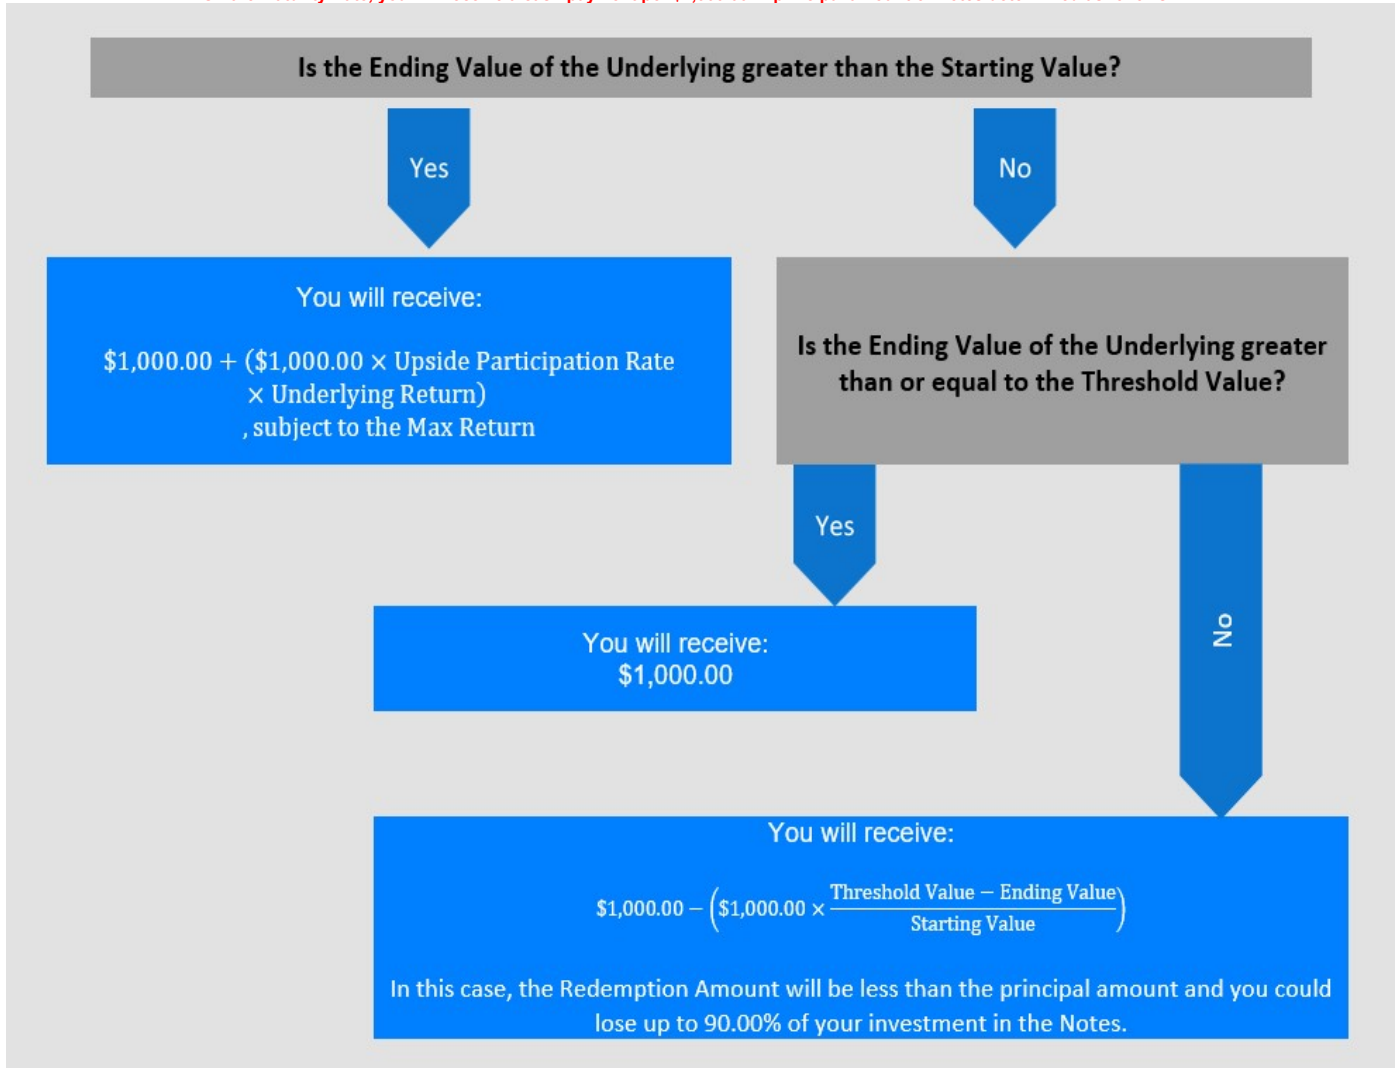 Is the Ending Value of the Underlying greater than the Starting Value?
Yes
No
You will receive:
$1,000.00 + ($1,000.00 × Upside Participation Rate
× Underlying Return)
, subject to the Max Return
Is the Ending Value of the Underlying greater
than or equal to the Threshold Value?
Yes
No
You will receive:
$1,000.00
You will receive:
$1,000.00 − ($1,000.00 × Threshold Value − Ending Value
Starting Value)
In this case, the Redemption Amount will be less than the principal amount and you could
lose up to 90.00% of your investment in the Notes.